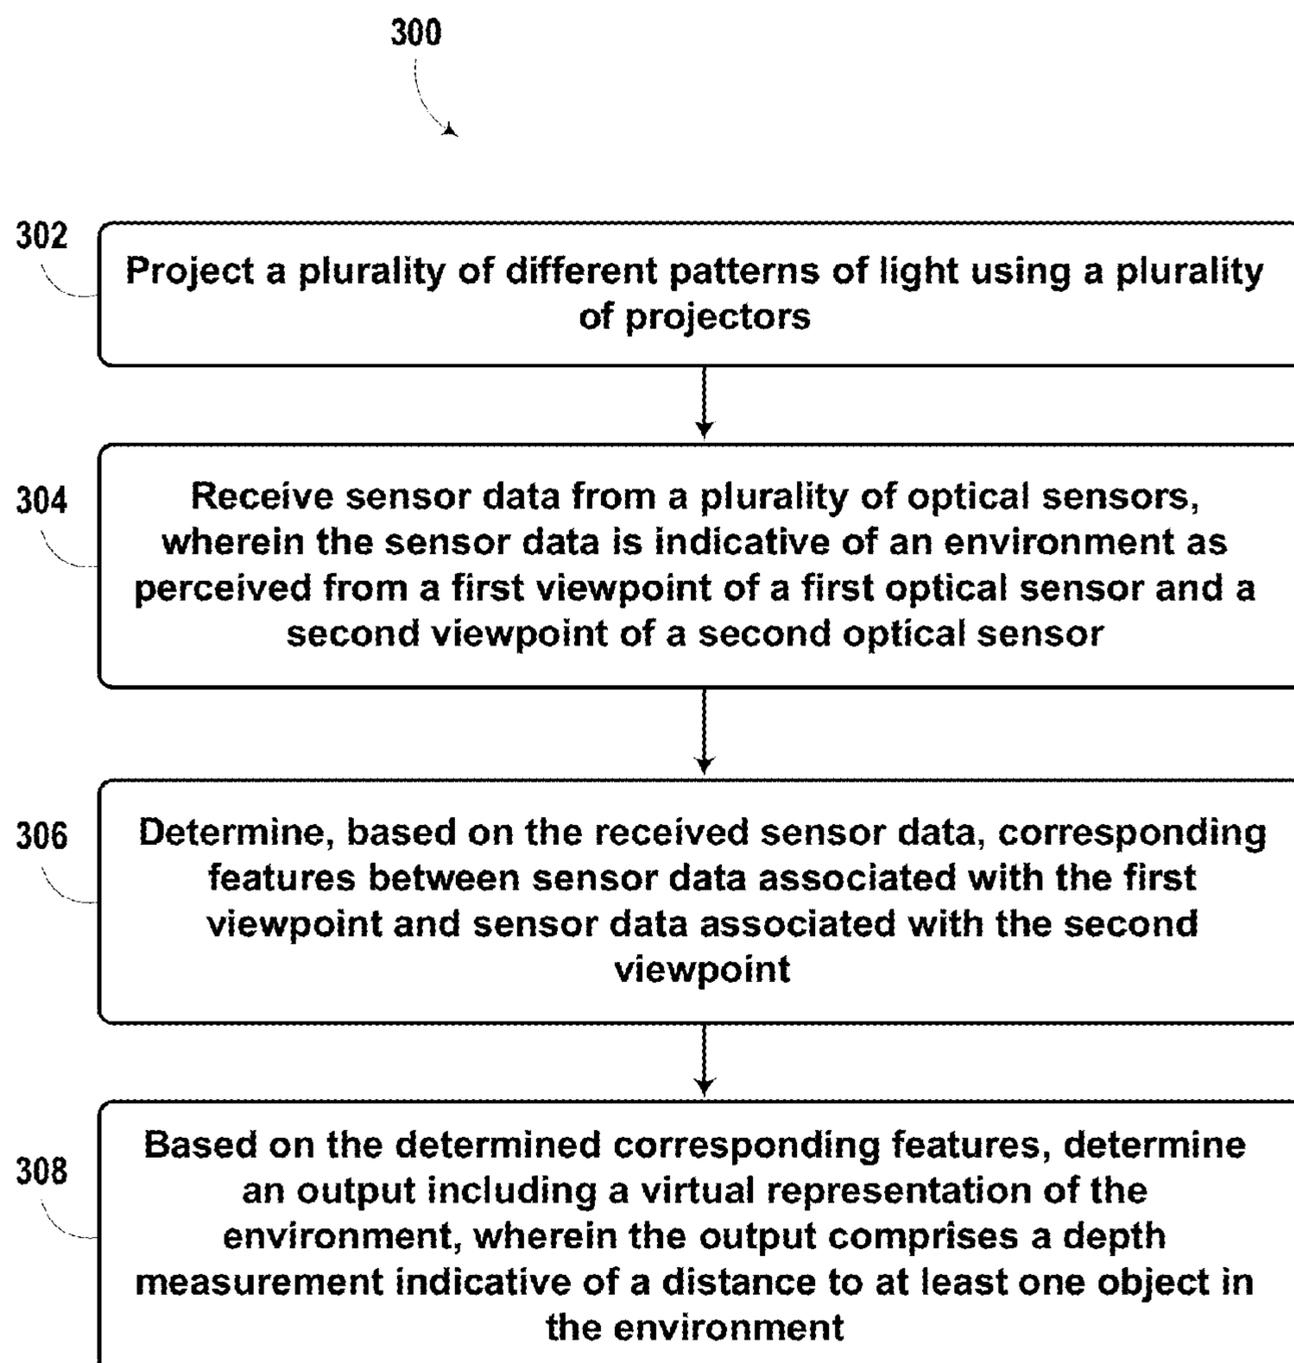 300
302
Project a plurality of different patterns of light using a plurality
of projectors
304
Receive sensor data from a plurality of optical sensors,
wherein the sensor data is indicative of an environment as
perceived from a first viewpoint of a first optical sensor and a
second viewpoint of a second optical sensor
306
Determine, based on the received sensor data, corresponding
features between sensor data associated with the first
viewpoint and sensor data associated with the second
viewpoint
308
Based on the determined corresponding features, determine
an output including a virtual representation of the
environment, wherein the output comprises a depth
measurement indicative of a distance to at least one object in
the environment